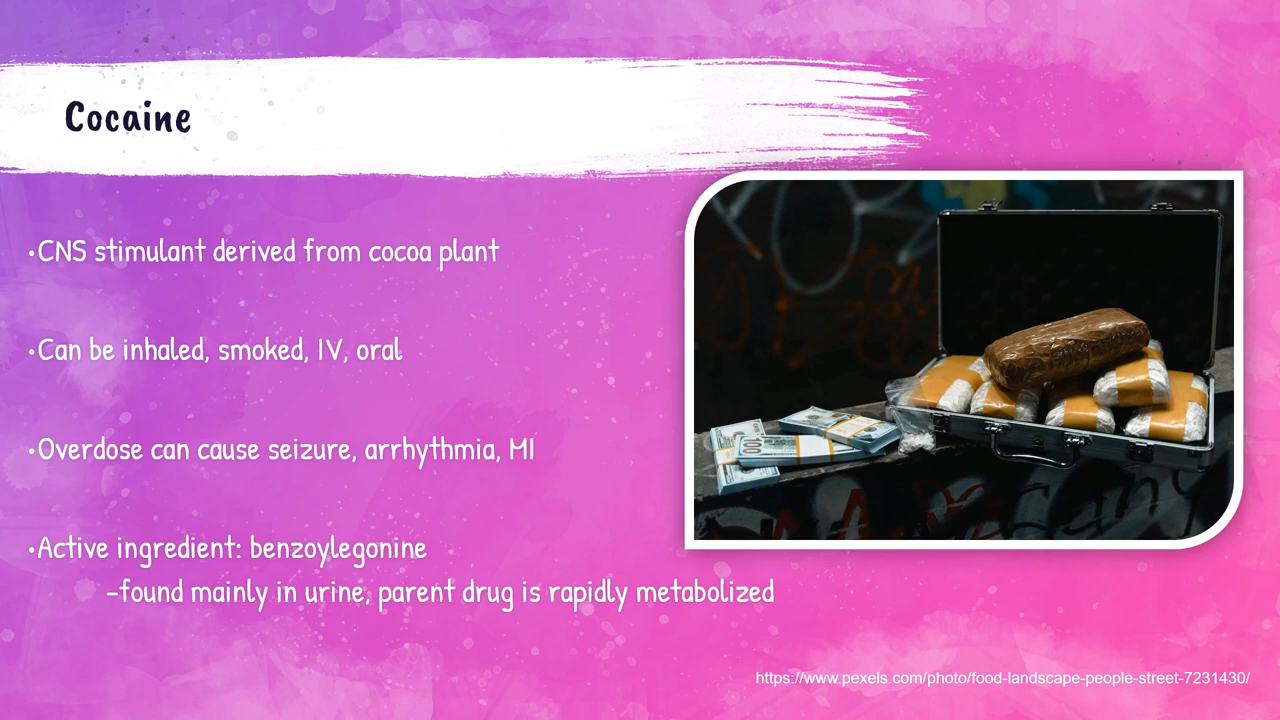 Cocaine
•CNS stimulant derived from cocoa plant
•Can be inhaled, smoked, IV, oral
•Overdose can cause seizure, arrhythmia, MI
•Active ingredient: benzoylegonine
–found mainly in urine, parent drug is rapidly metabolized
100
https://www.pexels.com/photo/food-landscape-people-street-7231430/